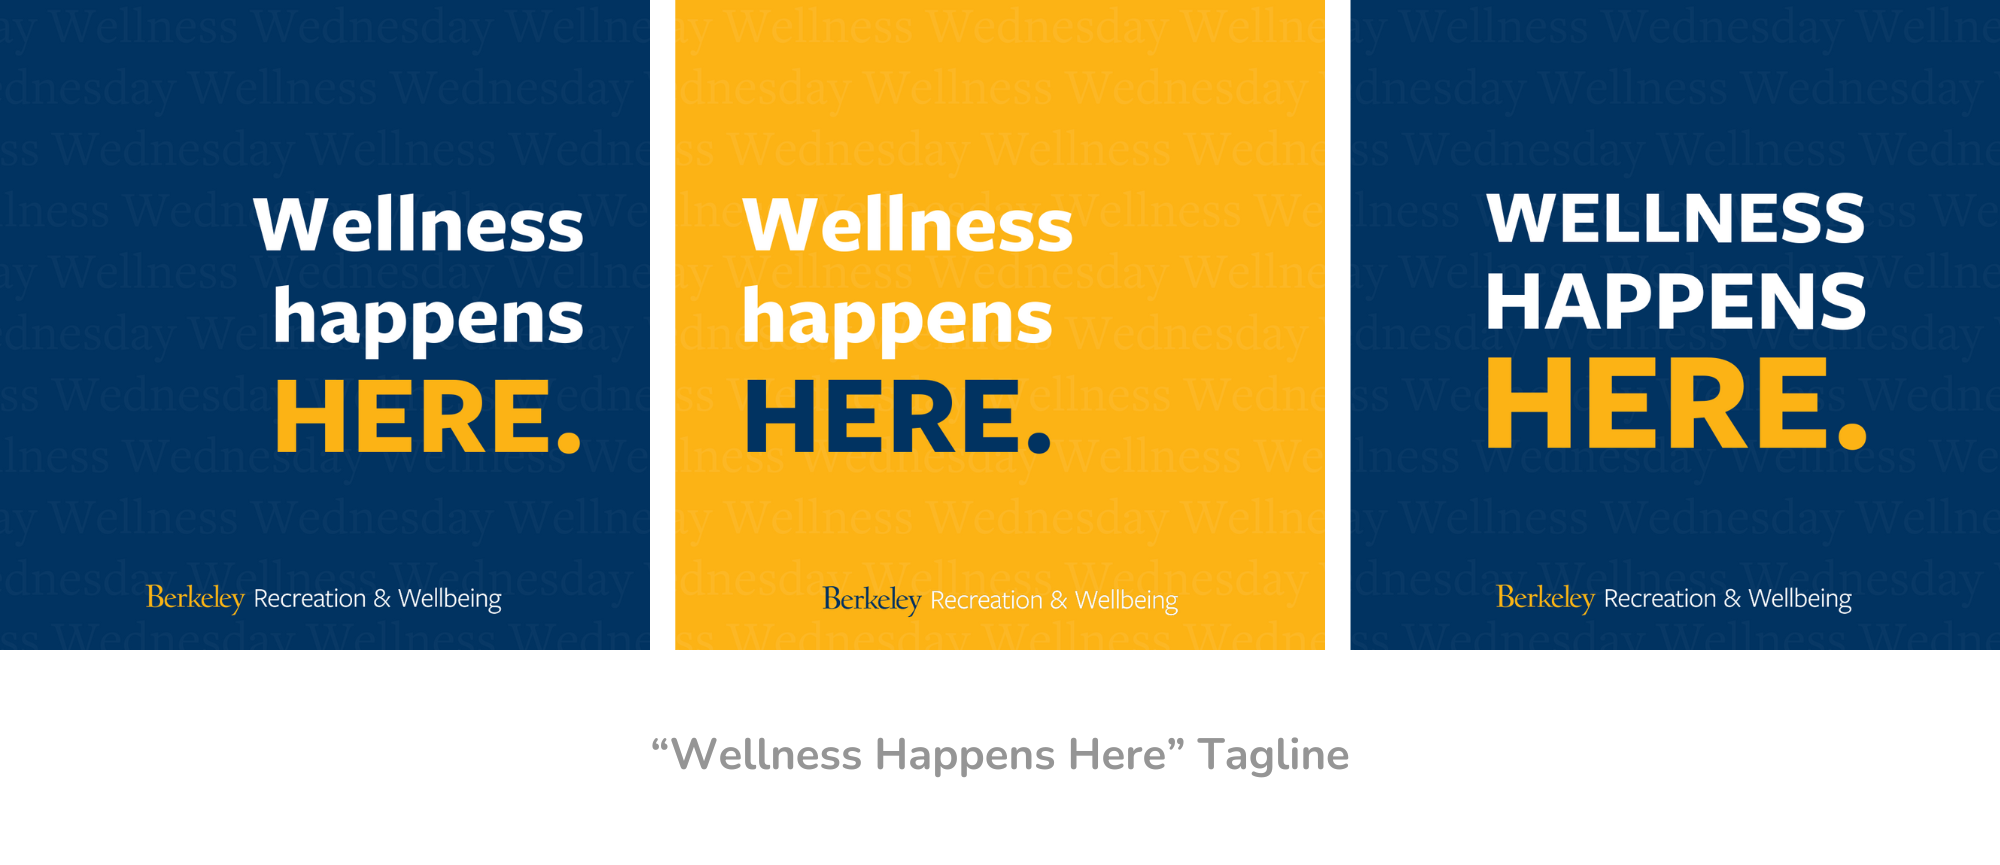 Wellness
happens
HERE.
Berkeley Recreation & Wellbeing
Wellness
happens
HERE.
Berkeley Recreation & Wellbeing
WELLNESS
HAPPENS
HERE.
Berkeley Recreation & Wellbeing
“Wellness Happens Here” Tagline